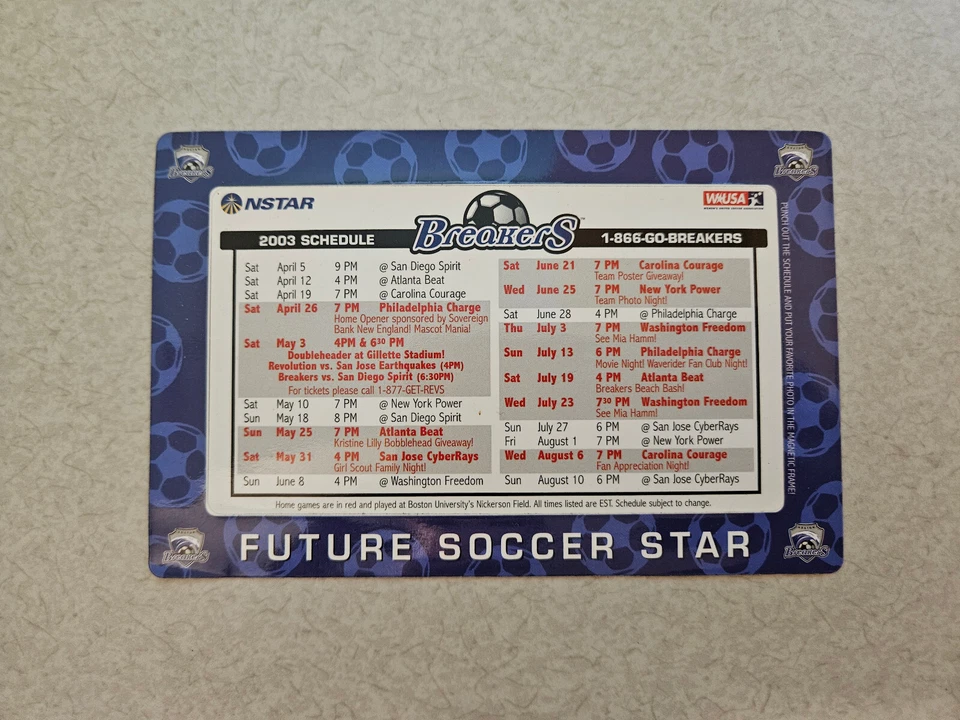 NSTAR
WUSA
WOMEN'S UNITED SOCCER ASSOCIATION
2003 SCHEDULE
Breakers
1-866-GO-BREAKERS
Sat April 5 9 PM @ San Diego Spirit
Sat April 12 4 PM @ Atlanta Beat
Sat April 19 7 PM @ Carolina Courage
Sat April 26 7 PM Philadelphia Charge
Home Opener sponsored by Sovereign
Bank New England! Mascot Mania!
Sat May 3 4PM & 6³⁰ PM
Doubleheader at Gillette Stadium!
Revolution vs. San Jose Earthquakes (4PM)
Breakers vs. San Diego Spirit (6:30PM)
For tickets please call 1-877-GET-REVS
Sat May 10 7 PM @ New York Power
Sun May 18 8 PM @ San Diego Spirit
Sun May 25 7 PM Atlanta Beat
Kristine Lilly Bobblehead Giveaway!
Sat May 31 4 PM San Jose CyberRays
Girl Scout Family Night!
Sun June 8 4 PM @ Washington Freedom
Sat June 21 7 PM Carolina Courage
Team Poster Giveaway!
Wed June 25 7 PM New York Power
Team Photo Night!
Sat June 28 4 PM @ Philadelphia Charge
Thu July 3 7 PM Washington Freedom
See Mia Hamm!
Sun July 13 6 PM Philadelphia Charge
Movie Night! Waverider Fan Club Night!
Sat July 19 4 PM Atlanta Beat
Breakers Beach Bash!
Wed July 23 7³⁰ PM Washington Freedom
See Mia Hamm!
Sun July 27 6 PM @ San Jose CyberRays
Fri August 1 7 PM @ New York Power
Wed August 6 7 PM Carolina Courage
Fan Appreciation Night!
Sun August 10 6 PM @ San Jose CyberRays
Home games are in red and played at Boston University's Nickerson Field. All times listed are EST. Schedule subject to change.
PUNCH OUT THE SCHEDULE AND PUT YOUR FAVORITE PHOTO IN THE MAGNETIC FRAME!
FUTURE SOCCER STAR
Breakers
Breakers
Breakers
Breakers